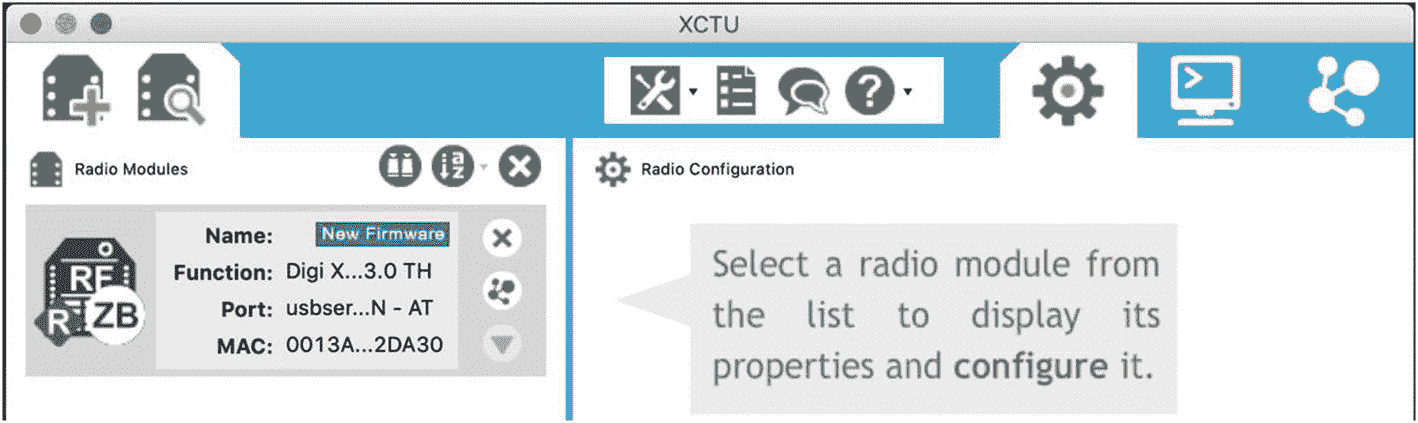 XCTU
Radio Modules
Radio Configuration
Name: New Firmware
Function: Digi X...3.0 TH
Port: usbser...N - AT
MAC: 0013A...2DA30
RF
R ZB
Select a radio module from
the list to display its
properties and configure it.